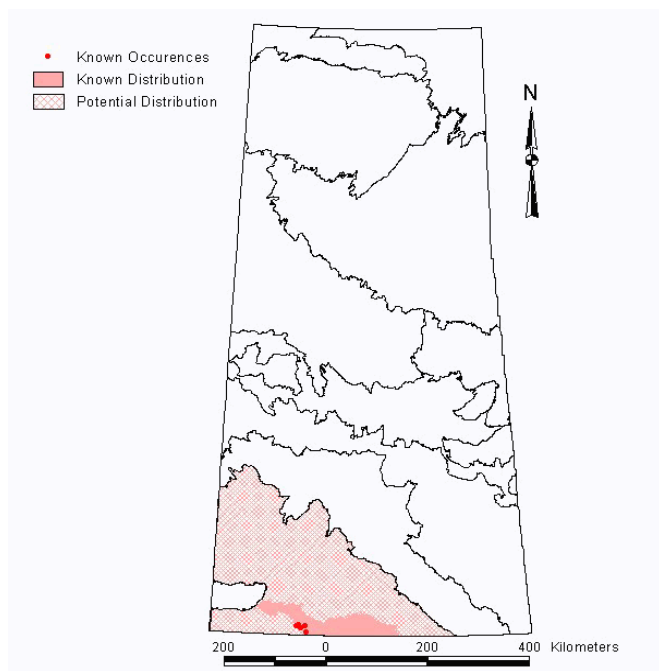 Known Occurences
Known Distribution
Potential Distribution
N
200 0 200 400 Kilometers